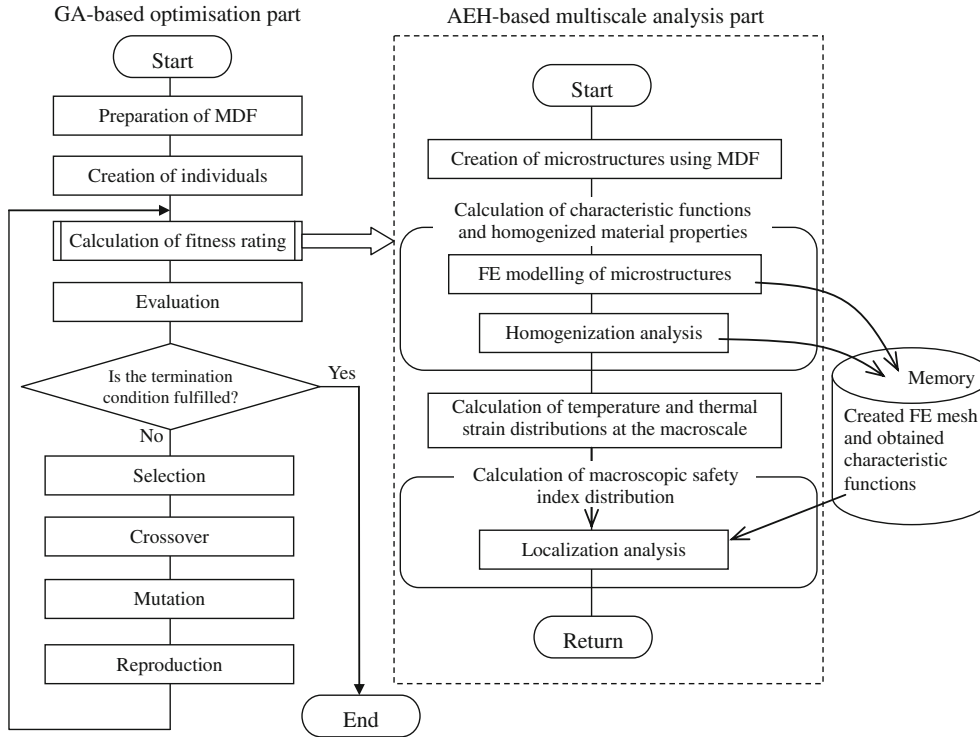 GA-based optimisation part
Start
Preparation of MDF
Creation of individuals
Calculation of fitness rating
Evaluation
Is the termination
condition fulfilled?
Yes
No
Selection
Crossover
Mutation
Reproduction
End
AEH-based multiscale analysis part
Start
Creation of microstructures using MDF
Calculation of characteristic functions
and homogenized material properties
FE modelling of microstructures
Homogenization analysis
Calculation of temperature and thermal
strain distributions at the macroscale
Calculation of macroscopic safety
index distribution
Localization analysis
Return
Memory
Created FE mesh
and obtained
characteristic
functions